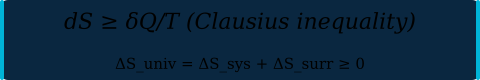 dS ≥ δQ/T (Clausius inequality)
ΔS_univ = ΔS_sys + ΔS_surr ≥ 0